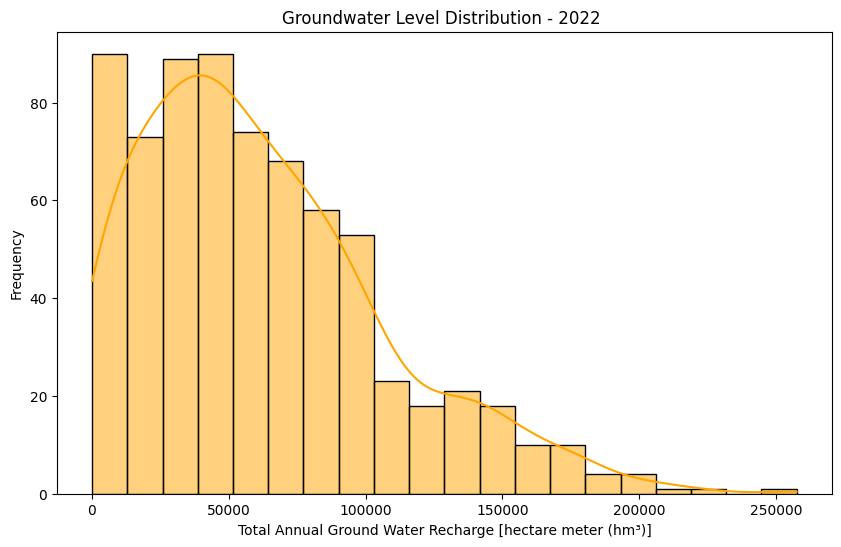 Groundwater Level Distribution - 2022
Frequency
80
60
40
20
0
0 50000 100000 150000 200000 250000
Total Annual Ground Water Recharge [hectare meter (hm³)]